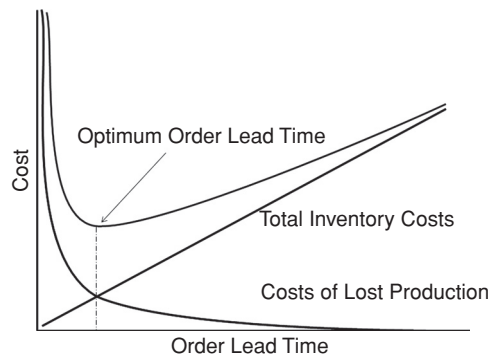 Optimum Order Lead Time
Cost
Total Inventory Costs
Costs of Lost Production
Order Lead Time